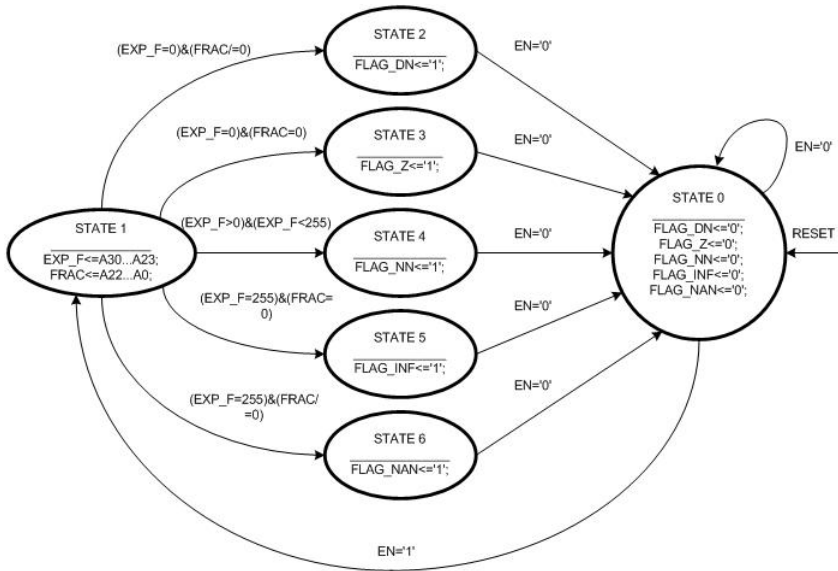 STATE 2
FLAG_DN<='1';
(EXP_F=0)&(FRAC/=0)
EN='0'
STATE 3
FLAG_Z<='1';
(EXP_F=0)&(FRAC=0)
EN='0'
EN='0'
STATE 1
EXP_F<=A30...A23;
FRAC<=A22...A0;
(EXP_F>0)&(EXP_F<255)
STATE 4
FLAG_NN<='1';
EN='0'
STATE 0
FLAG_DN<='0';
FLAG_Z<='0';
FLAG_NN<='0';
FLAG_INF<='0';
FLAG_NAN<='0';
RESET
(EXP_F=255)&(FRAC=
0)
STATE 5
FLAG_INF<='1';
EN='0'
(EXP_F=255)&(FRAC/
=0)
STATE 6
FLAG_NAN<='1';
EN='0'
EN='1'